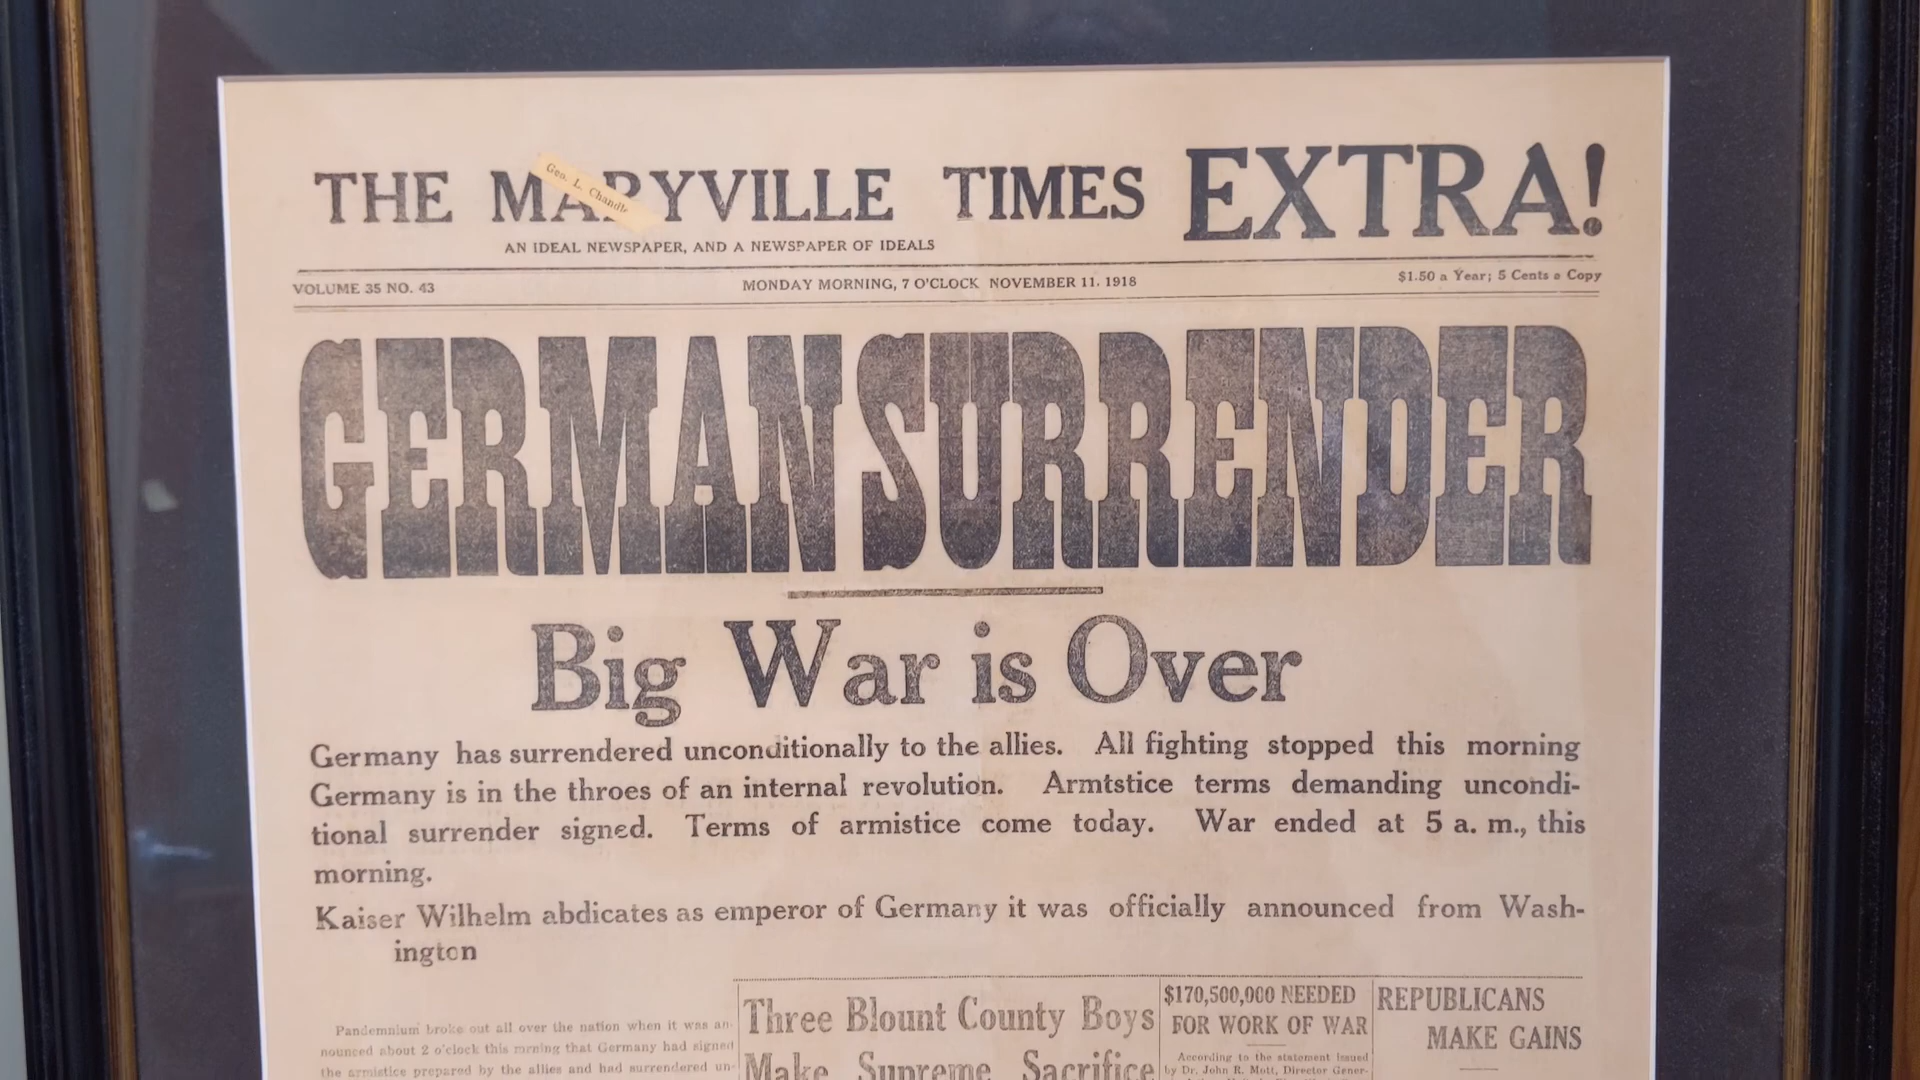 THE MARYVILLE TIMES EXTRA!
Geo. L. Chandle
AN IDEAL NEWSPAPER, AND A NEWSPAPER OF IDEALS
VOLUME 35 NO. 43 MONDAY MORNING, 7 O'CLOCK NOVEMBER 11. 1918 $1.50 a Year; 5 Cents a Copy
GERMAN SURRENDER
Big War is Over
Germany has surrendered unconditionally to the allies. All fighting stopped this morning
Germany is in the throes of an internal revolution. Armtstice terms demanding uncondi-
tional surrender signed. Terms of armistice come today. War ended at 5 a. m., this
morning.
Kaiser Wilhelm abdicates as emperor of Germany it was officially announced from Wash-
ington
Pandemnium broke out all over the nation when it was an-
nounced about 2 o'clock this mrning that Germany had signed
the armistice prepared by the allies and had surrendered un-
Three Blount County Boys
Make Supreme Sacrifice
$170,500,000 NEEDED
FOR WORK OF WAR
According to the statement issued
by Dr. John R. Mott, Director Gener-
REPUBLICANS
MAKE GAINS